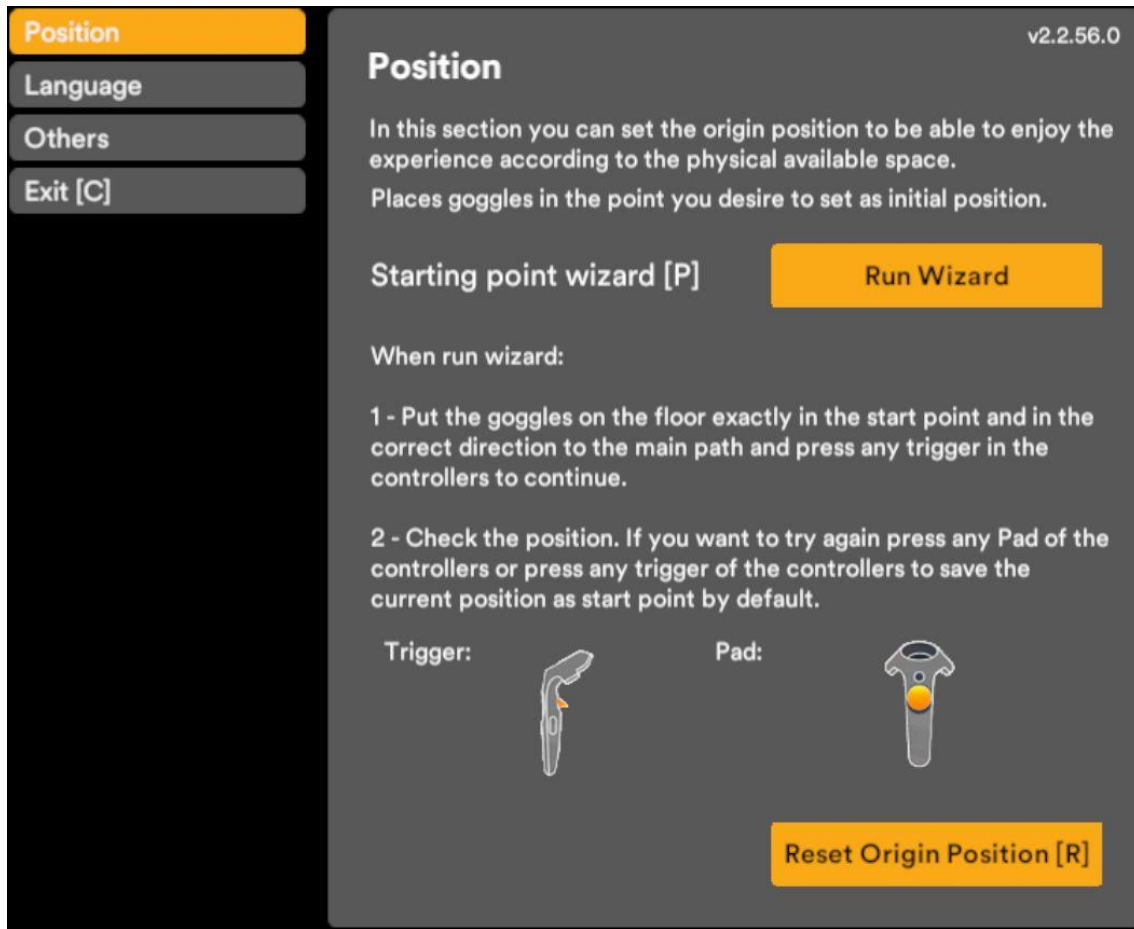 Position
Language
Others
Exit [C]
v2.2.56.0
Position
In this section you can set the origin position to be able to enjoy the
experience according to the physical available space.
Places goggles in the point you desire to set as initial position.
Starting point wizard [P]
Run Wizard
When run wizard:
1 - Put the goggles on the floor exactly in the start point and in the
correct direction to the main path and press any trigger in the
controllers to continue.
2 - Check the position. If you want to try again press any Pad of the
controllers or press any trigger of the controllers to save the
current position as start point by default.
Trigger:
Pad:
Reset Origin Position [R]